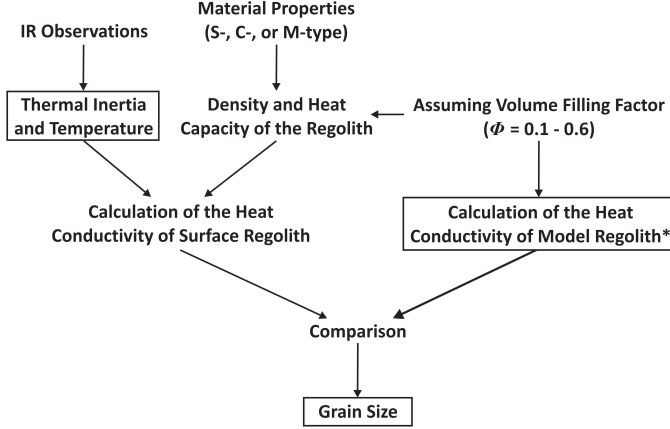 IR Observations
Material Properties
(S-, C-, or M-type)
Thermal Inertia
and Temperature
Density and Heat
Capacity of the Regolith
Assuming Volume Filling Factor
(Φ = 0.1 - 0.6)
Calculation of the Heat
Conductivity of Surface Regolith
Calculation of the Heat
Conductivity of Model Regolith*
Comparison
Grain Size